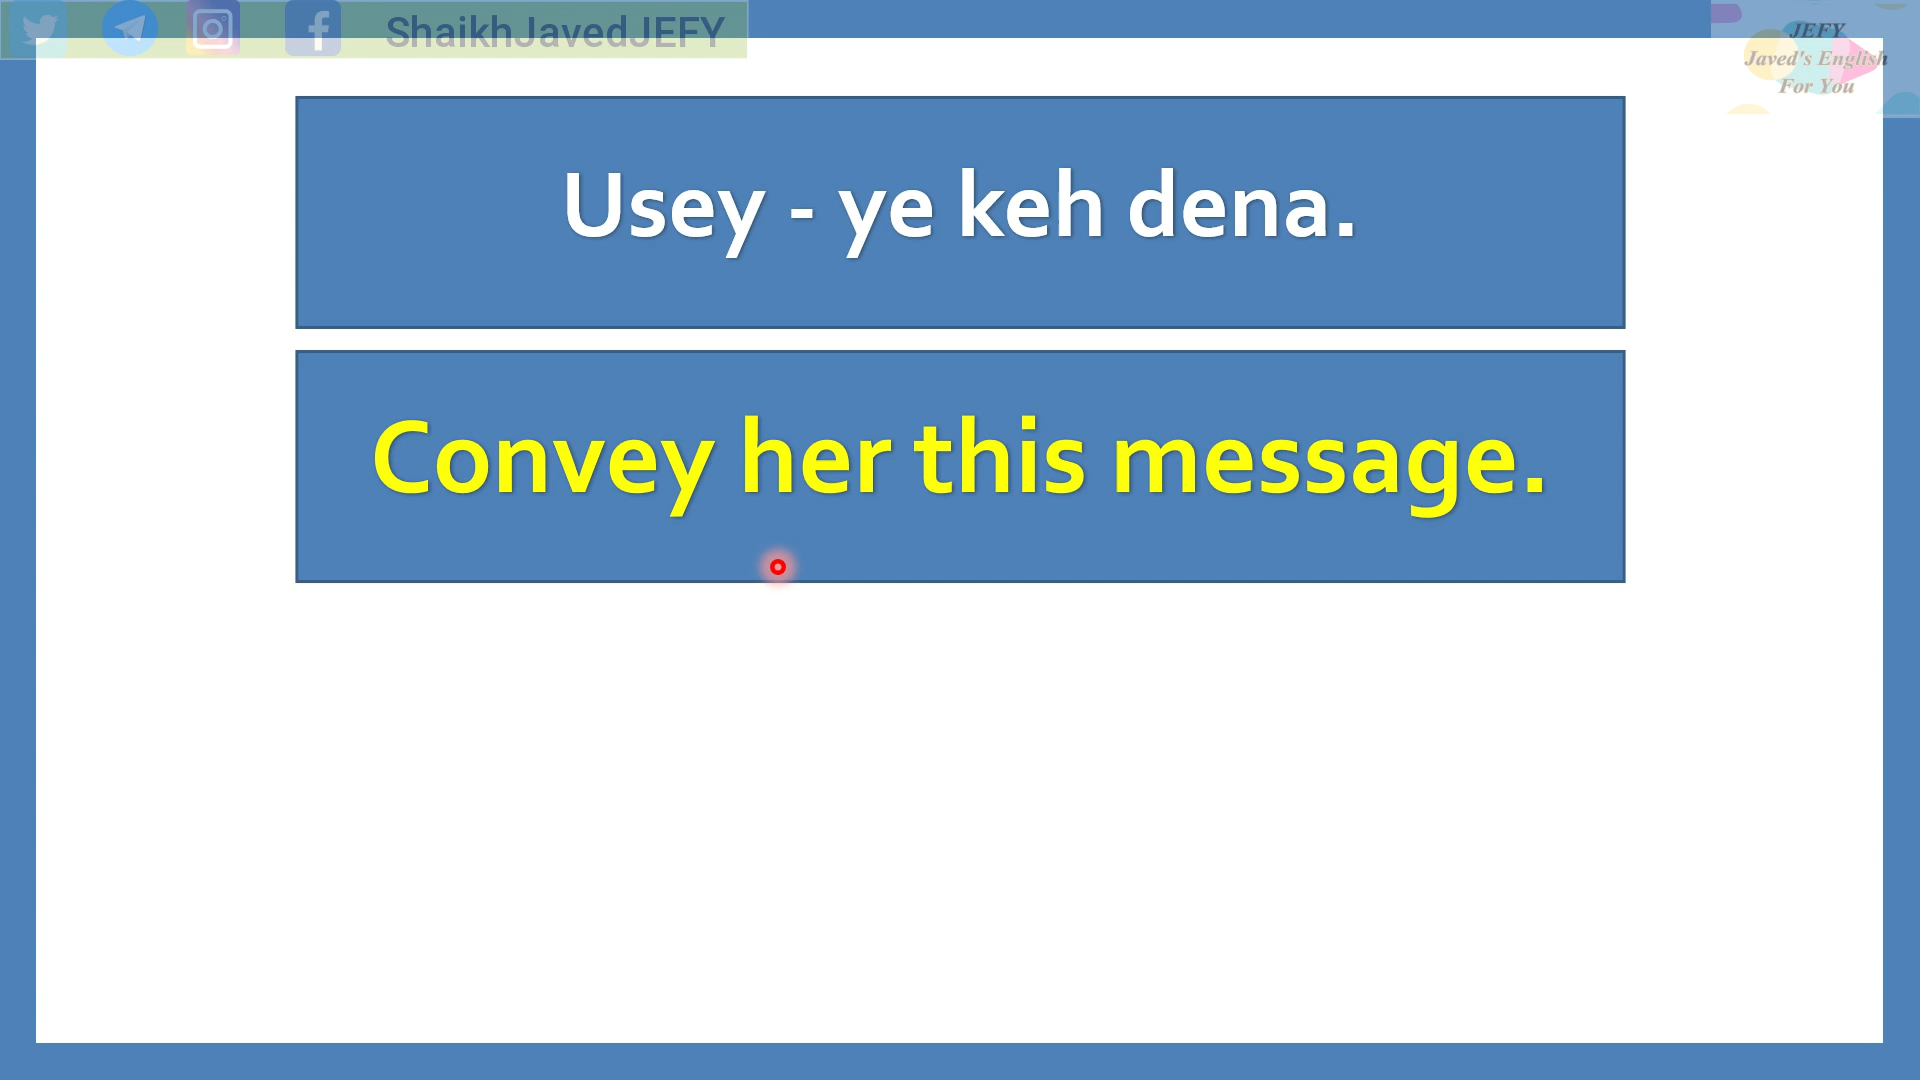 ShaikhJavedJEFY
JEFY
Javed's English
For You
Usey - ye keh dena.
Convey her this message.